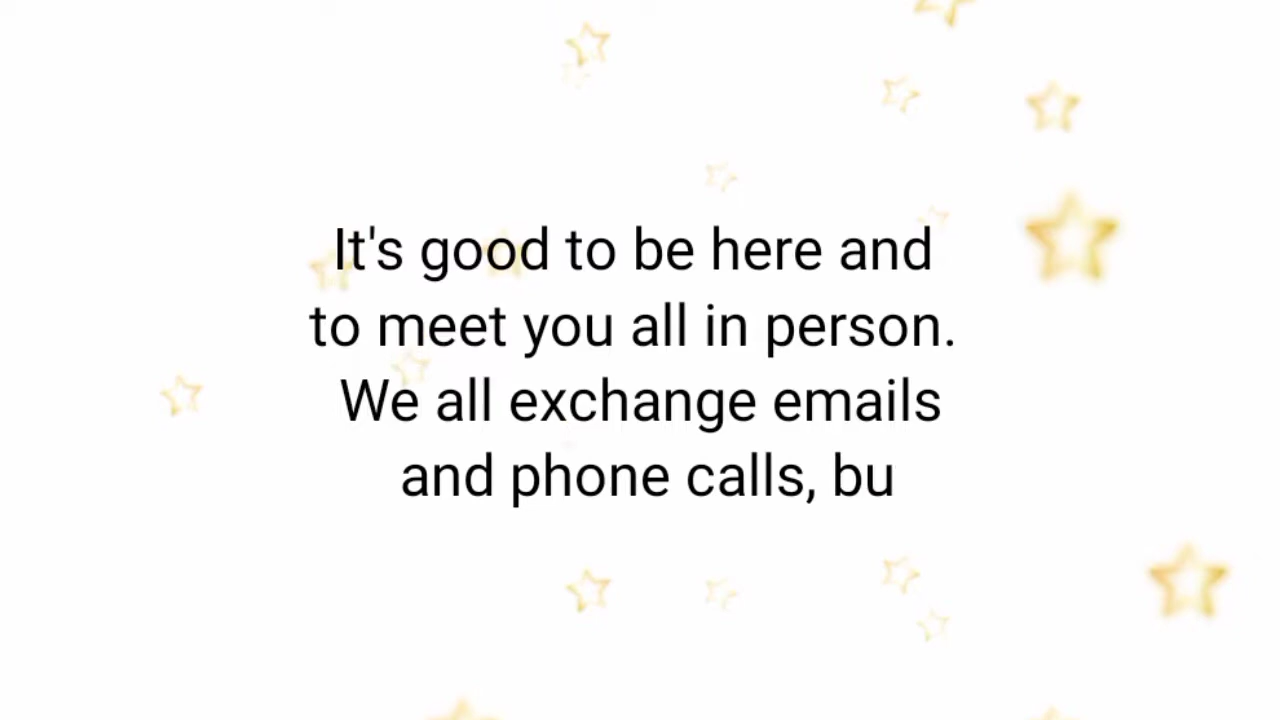 It's good to be here and
to meet you all in person.
We all exchange emails
and phone calls, bu